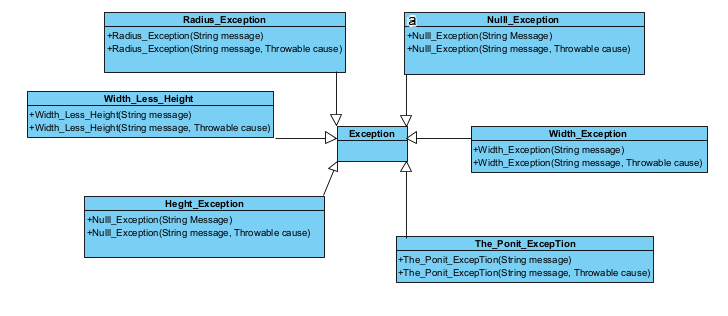 Radius_Exception
+Radius_Exception(String message)
+Radius_Exception(String message, Throwable cause)
a
Nulll_Exception
+Nulll_Exception(String Message)
+Nulll_Exception(String message, Throwable cause)
Width_Less_Height
+Width_Less_Height(String message)
+Width_Less_Height(String message, Throwable cause)
Exception
Width_Exception
+Width_Exception(String message)
+Width_Exception(String message, Throwable cause)
Heght_Exception
+Nulll_Exception(String Message)
+Nulll_Exception(String message, Throwable cause)
The_Ponit_ExcepTion
+The_Ponit_ExcepTion(String message)
+The_Ponit_ExcepTion(String message, Throwable cause)